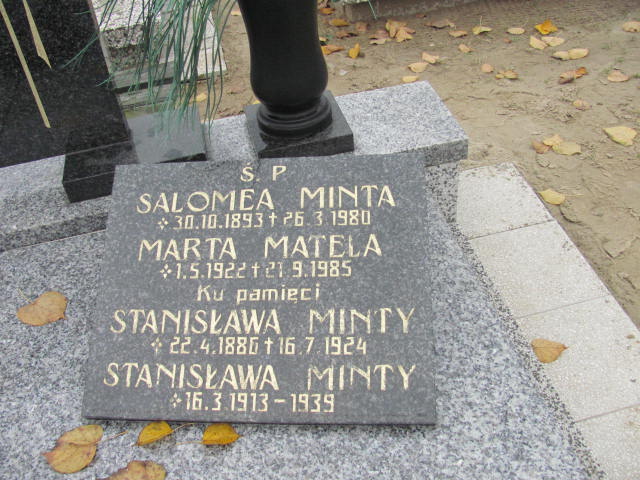 Ś. P.
SALOMEA MINTA
* 30.10.1893 † 26.3.1980
MARTA MATELA
* 1.5.1922 † 21.9.1985
Ku pamięci
STANISŁAWA MINTY
* 22.4.1880 † 16.7.1924
STANISŁAWA MINTY
* 16.3.1913 – 1939